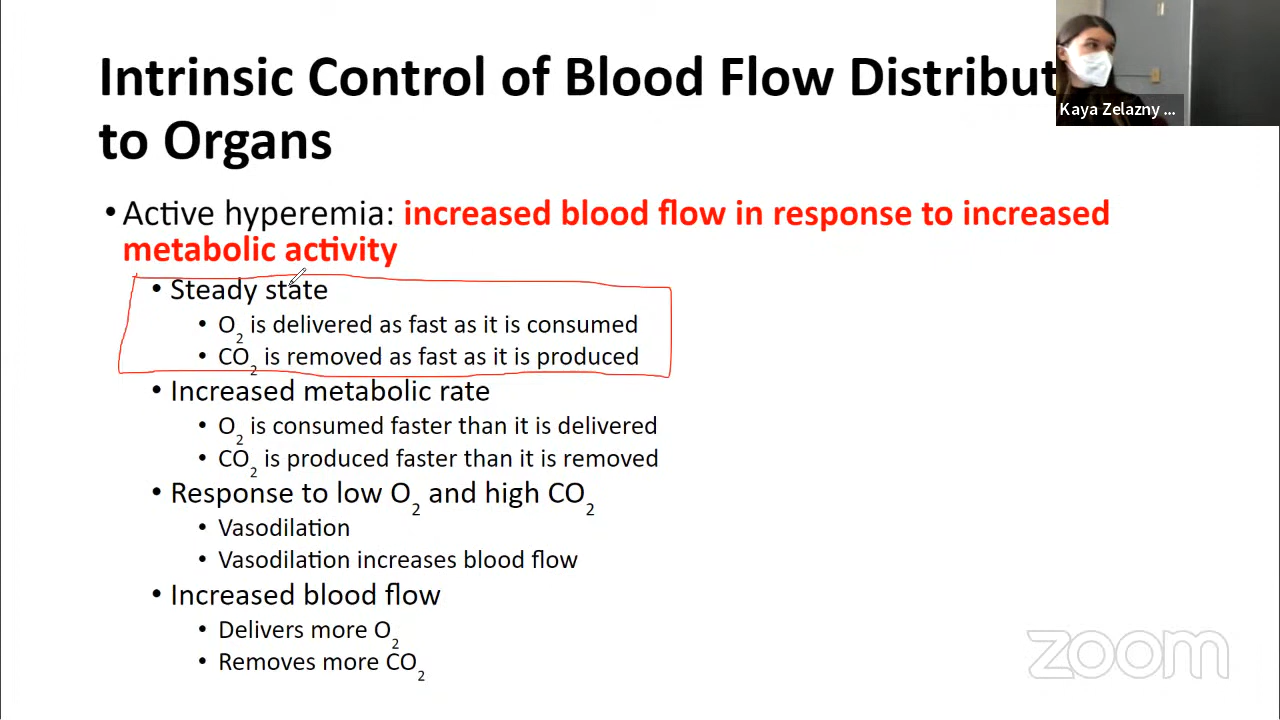 Intrinsic Control of Blood Flow Distribut
to Organs
Kaya Zelazny ...
• Active hyperemia: increased blood flow in response to increased
metabolic activity
• Steady state
• O₂ is delivered as fast as it is consumed
• CO₂ is removed as fast as it is produced
• Increased metabolic rate
• O₂ is consumed faster than it is delivered
• CO₂ is produced faster than it is removed
• Response to low O₂ and high CO₂
• Vasodilation
• Vasodilation increases blood flow
• Increased blood flow
• Delivers more O₂
• Removes more CO₂
zoom